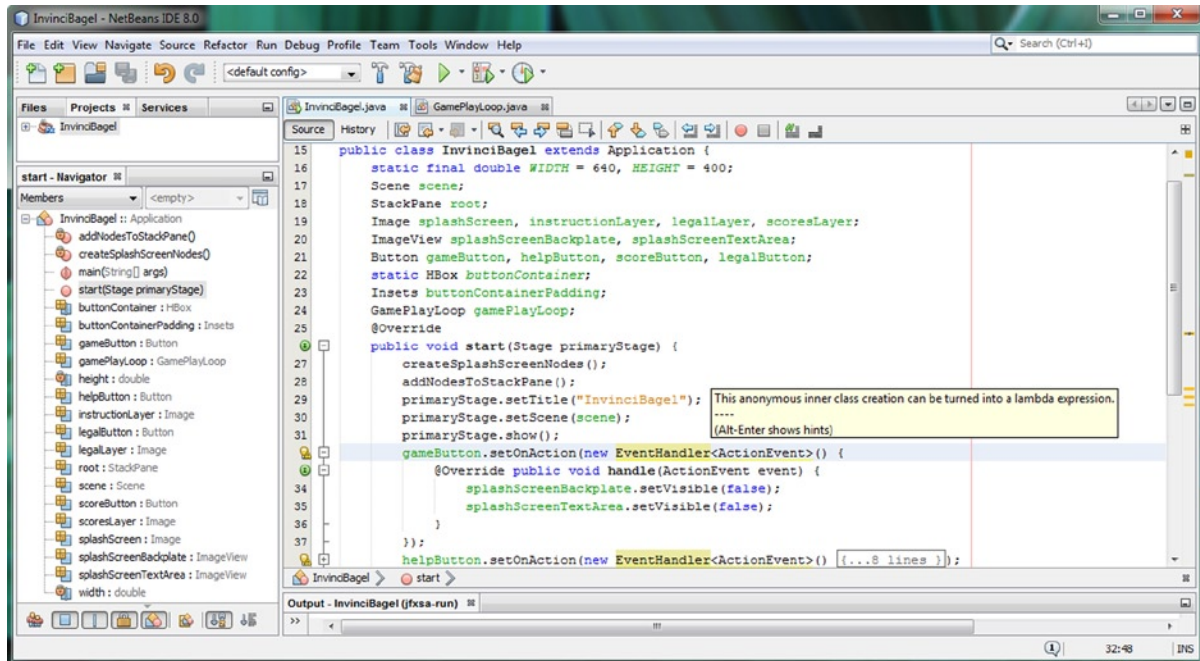 InvinciBagel - NetBeans IDE 8.0
File Edit View Navigate Source Refactor Run Debug Profile Team Tools Window Help
Search (Ctrl+I)
<default config>
Files Projects Services
InvinciBagel
start - Navigator
Members <empty>
InvinciBagel :: Application
addNodesToStackPane()
createSplashScreenNodes()
main(String[] args)
start(Stage primaryStage)
buttonContainer : HBox
buttonContainerPadding : Insets
gameButton : Button
gamePlayLoop : GamePlayLoop
height : double
helpButton : Button
instructionLayer : Image
legalButton : Button
legalLayer : Image
root : StackPane
scene : Scene
scoreButton : Button
scoresLayer : Image
splashScreen : Image
splashScreenBackplate : ImageView
splashScreenTextArea : ImageView
width : double
InvinciBagel.java GamePlayLoop.java
Source History
15 public class InvinciBagel extends Application {
16 static final double WIDTH = 640, HEIGHT = 400;
17 Scene scene;
18 StackPane root;
19 Image splashScreen, instructionLayer, legalLayer, scoresLayer;
20 ImageView splashScreenBackplate, splashScreenTextArea;
21 Button gameButton, helpButton, scoreButton, legalButton;
22 static HBox buttonContainer;
23 Insets buttonContainerPadding;
24 GamePlayLoop gamePlayLoop;
25 @Override
public void start(Stage primaryStage) {
27 createSplashScreenNodes();
28 addNodesToStackPane();
29 primaryStage.setTitle("InvinciBagel");
30 primaryStage.setScene(scene);
31 primaryStage.show();
gameButton.setOnAction(new EventHandler<ActionEvent>() {
@Override public void handle(ActionEvent event) {
34 splashScreenBackplate.setVisible(false);
35 splashScreenTextArea.setVisible(false);
36 }
37 });
helpButton.setOnAction(new EventHandler<ActionEvent>() {...8 lines });
This anonymous inner class creation can be turned into a lambda expression.
----
(Alt-Enter shows hints)
InvinciBagel start
Output - InvinciBagel (jfxsa-run)
32:48 INS